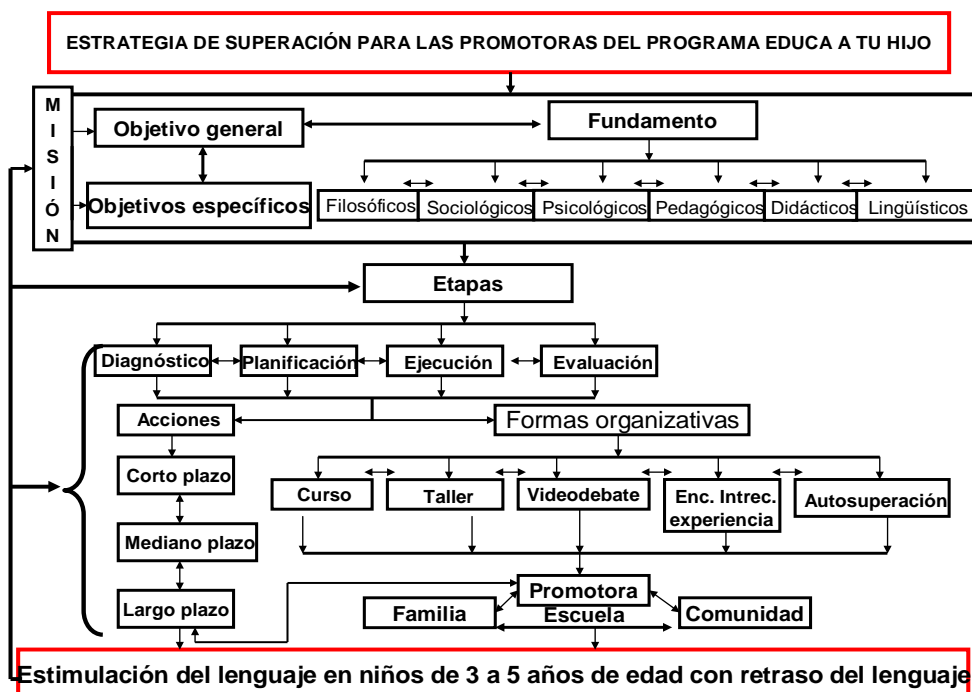 ESTRATEGIA DE SUPERACIÓN PARA LAS PROMOTORAS DEL PROGRAMA EDUCA A TU HIJO
MISIÓN
Objetivo general
Fundamento
Objetivos específicos
Filosóficos
Sociológicos
Psicológicos
Pedagógicos
Didácticos
Lingüísticos
Etapas
Diagnóstico
Planificación
Ejecución
Evaluación
Acciones
Formas organizativas
Corto plazo
Curso
Taller
Videodebate
Enc. Intrec.
experiencia
Autosuperación
Mediano plazo
Largo plazo
Promotora
Familia
Escuela
Comunidad
Estimulación del lenguaje en niños de 3 a 5 años de edad con retraso del lenguaje